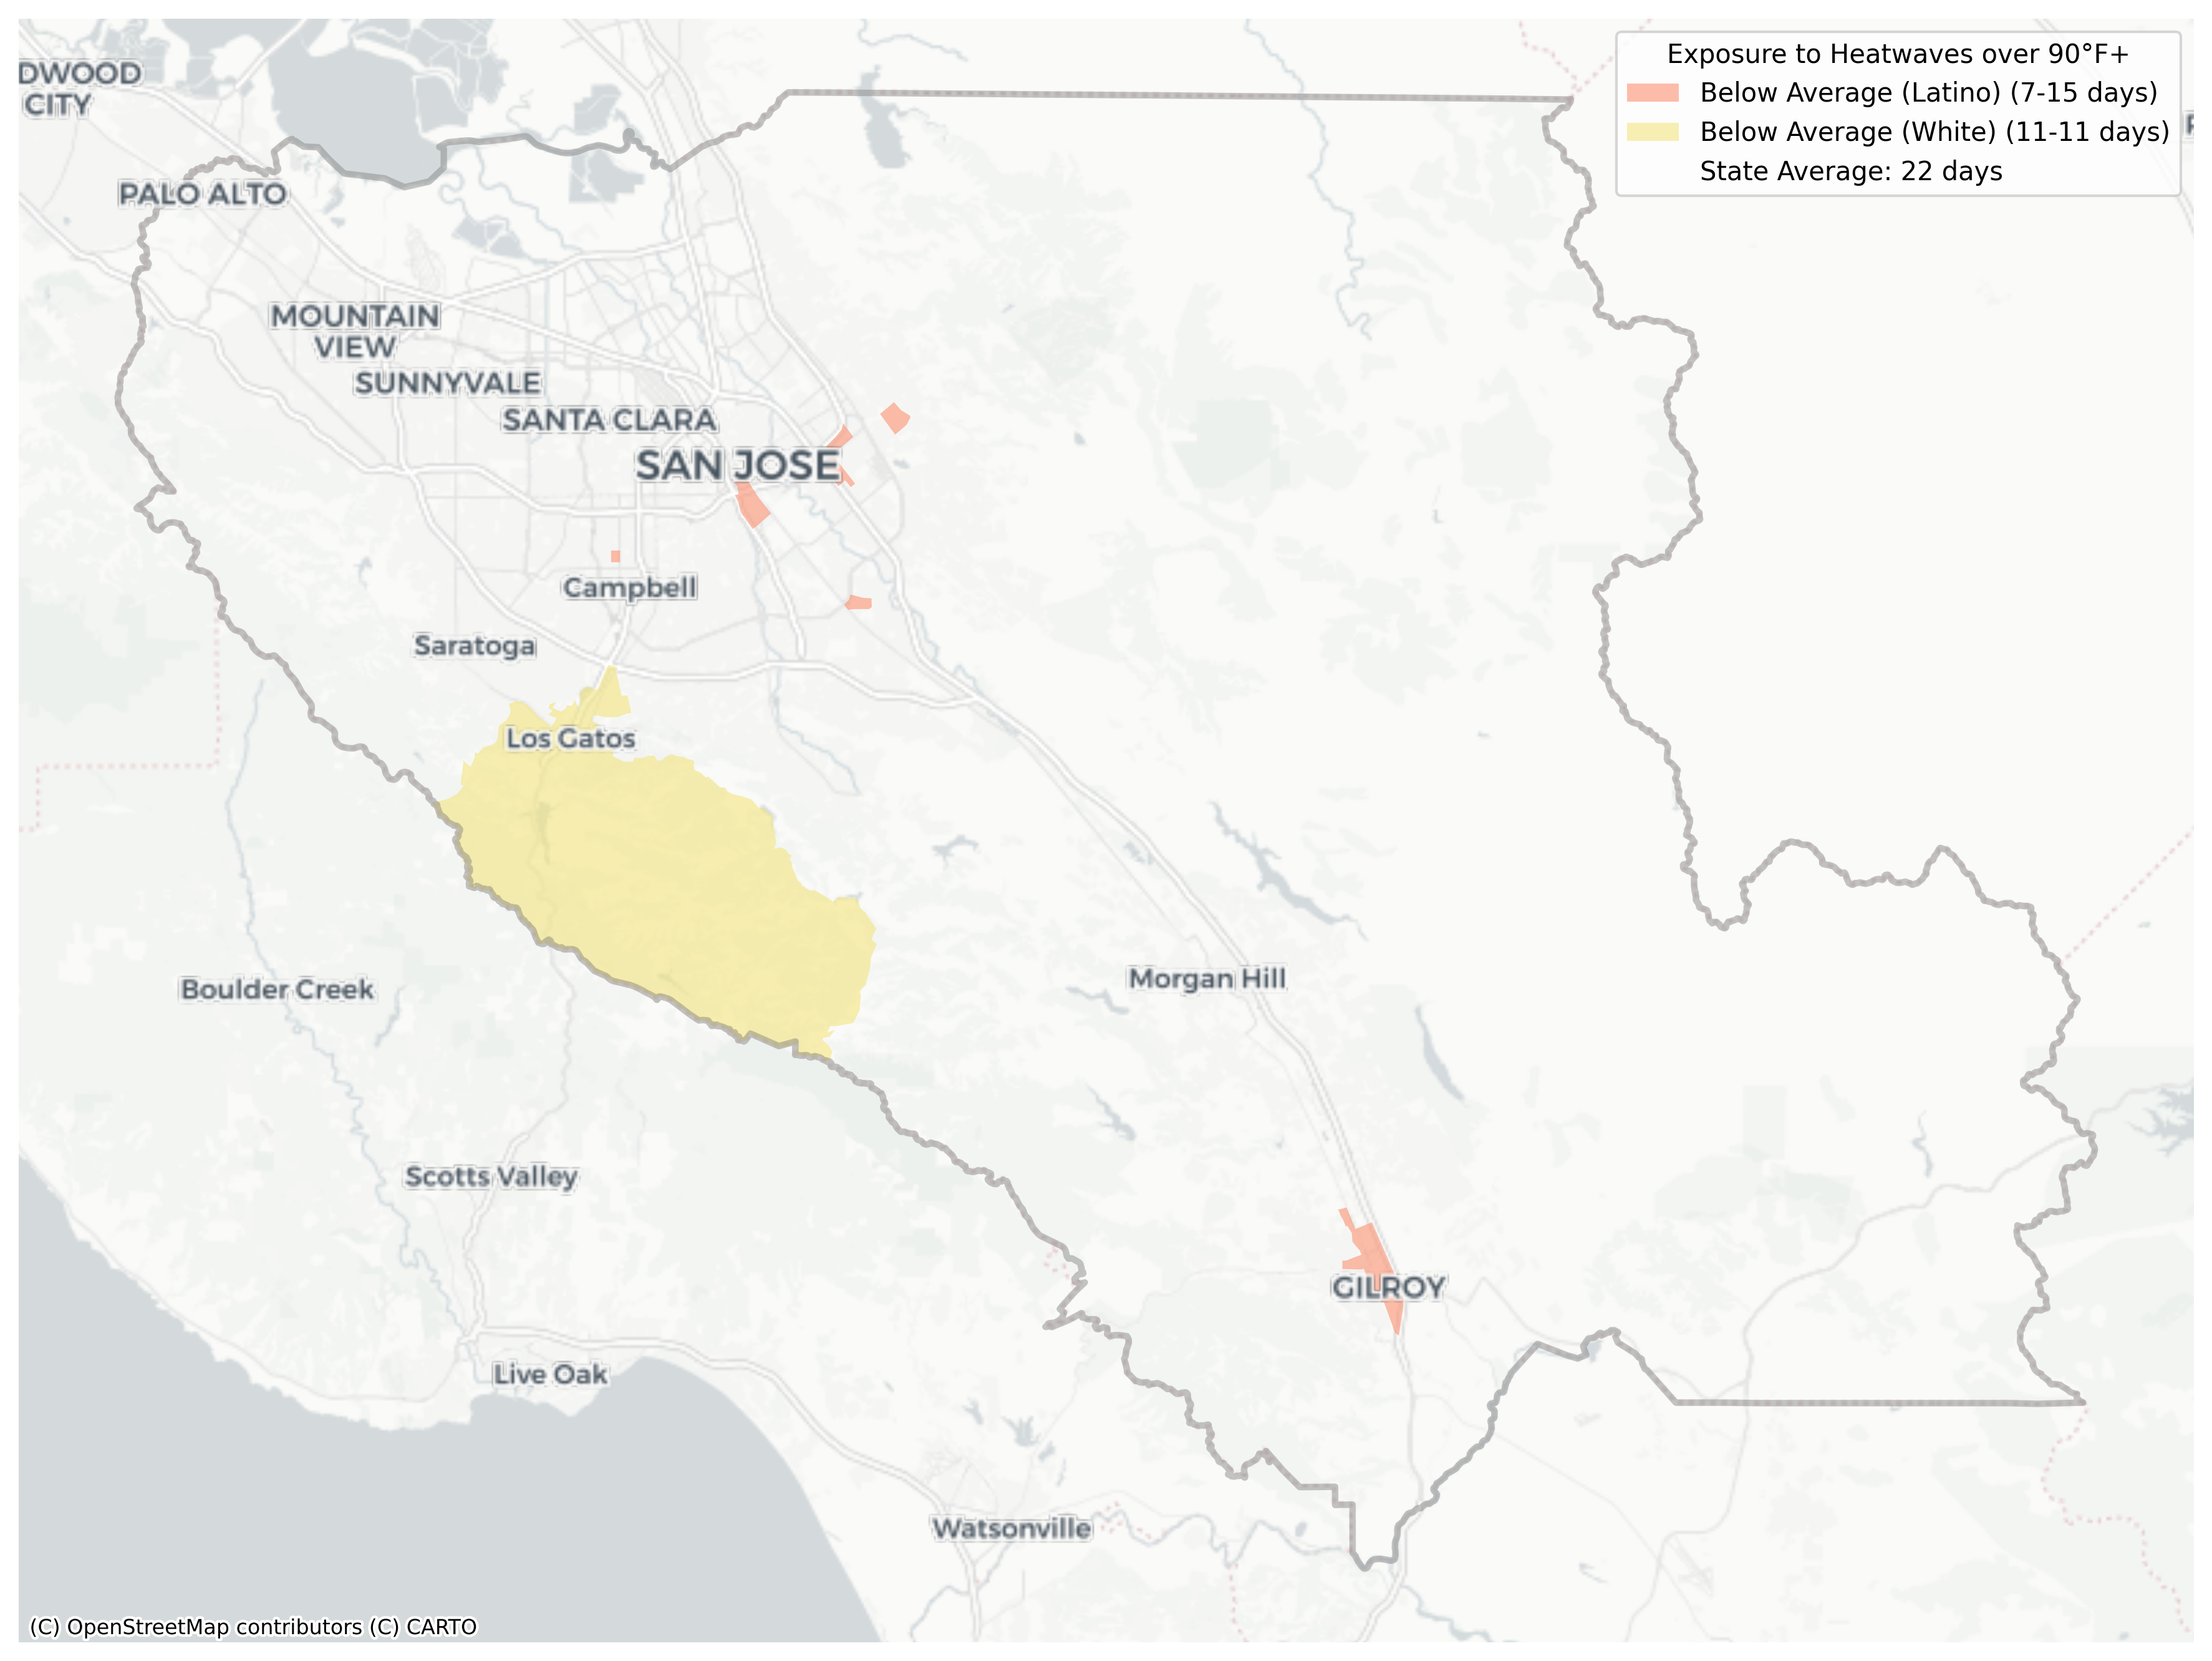 Exposure to Heatwaves over 90°F+
Below Average (Latino) (7-15 days)
Below Average (White) (11-11 days)
State Average: 22 days
DWOOD
CITY
PALO ALTO
MOUNTAIN
VIEW
SUNNYVALE
SANTA CLARA
SAN JOSE
Campbell
Saratoga
Los Gatos
Morgan Hill
Boulder Creek
Scotts Valley
GILROY
Live Oak
Watsonville
(C) OpenStreetMap contributors (C) CARTO